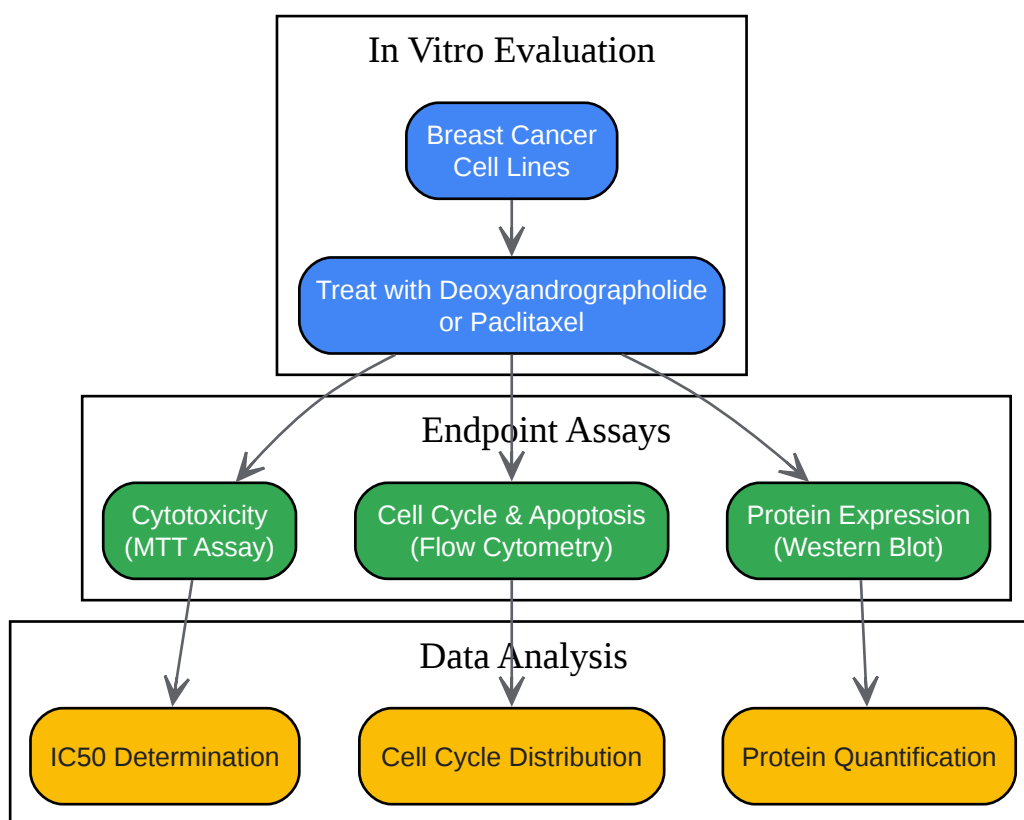 In Vitro Evaluation
Breast Cancer
Cell Lines
Treat with Deoxyandrographolide
or Paclitaxel
Endpoint Assays
Cytotoxicity
(MTT Assay)
Cell Cycle & Apoptosis
(Flow Cytometry)
Protein Expression
(Western Blot)
Data Analysis
IC50 Determination
Cell Cycle Distribution
Protein Quantification